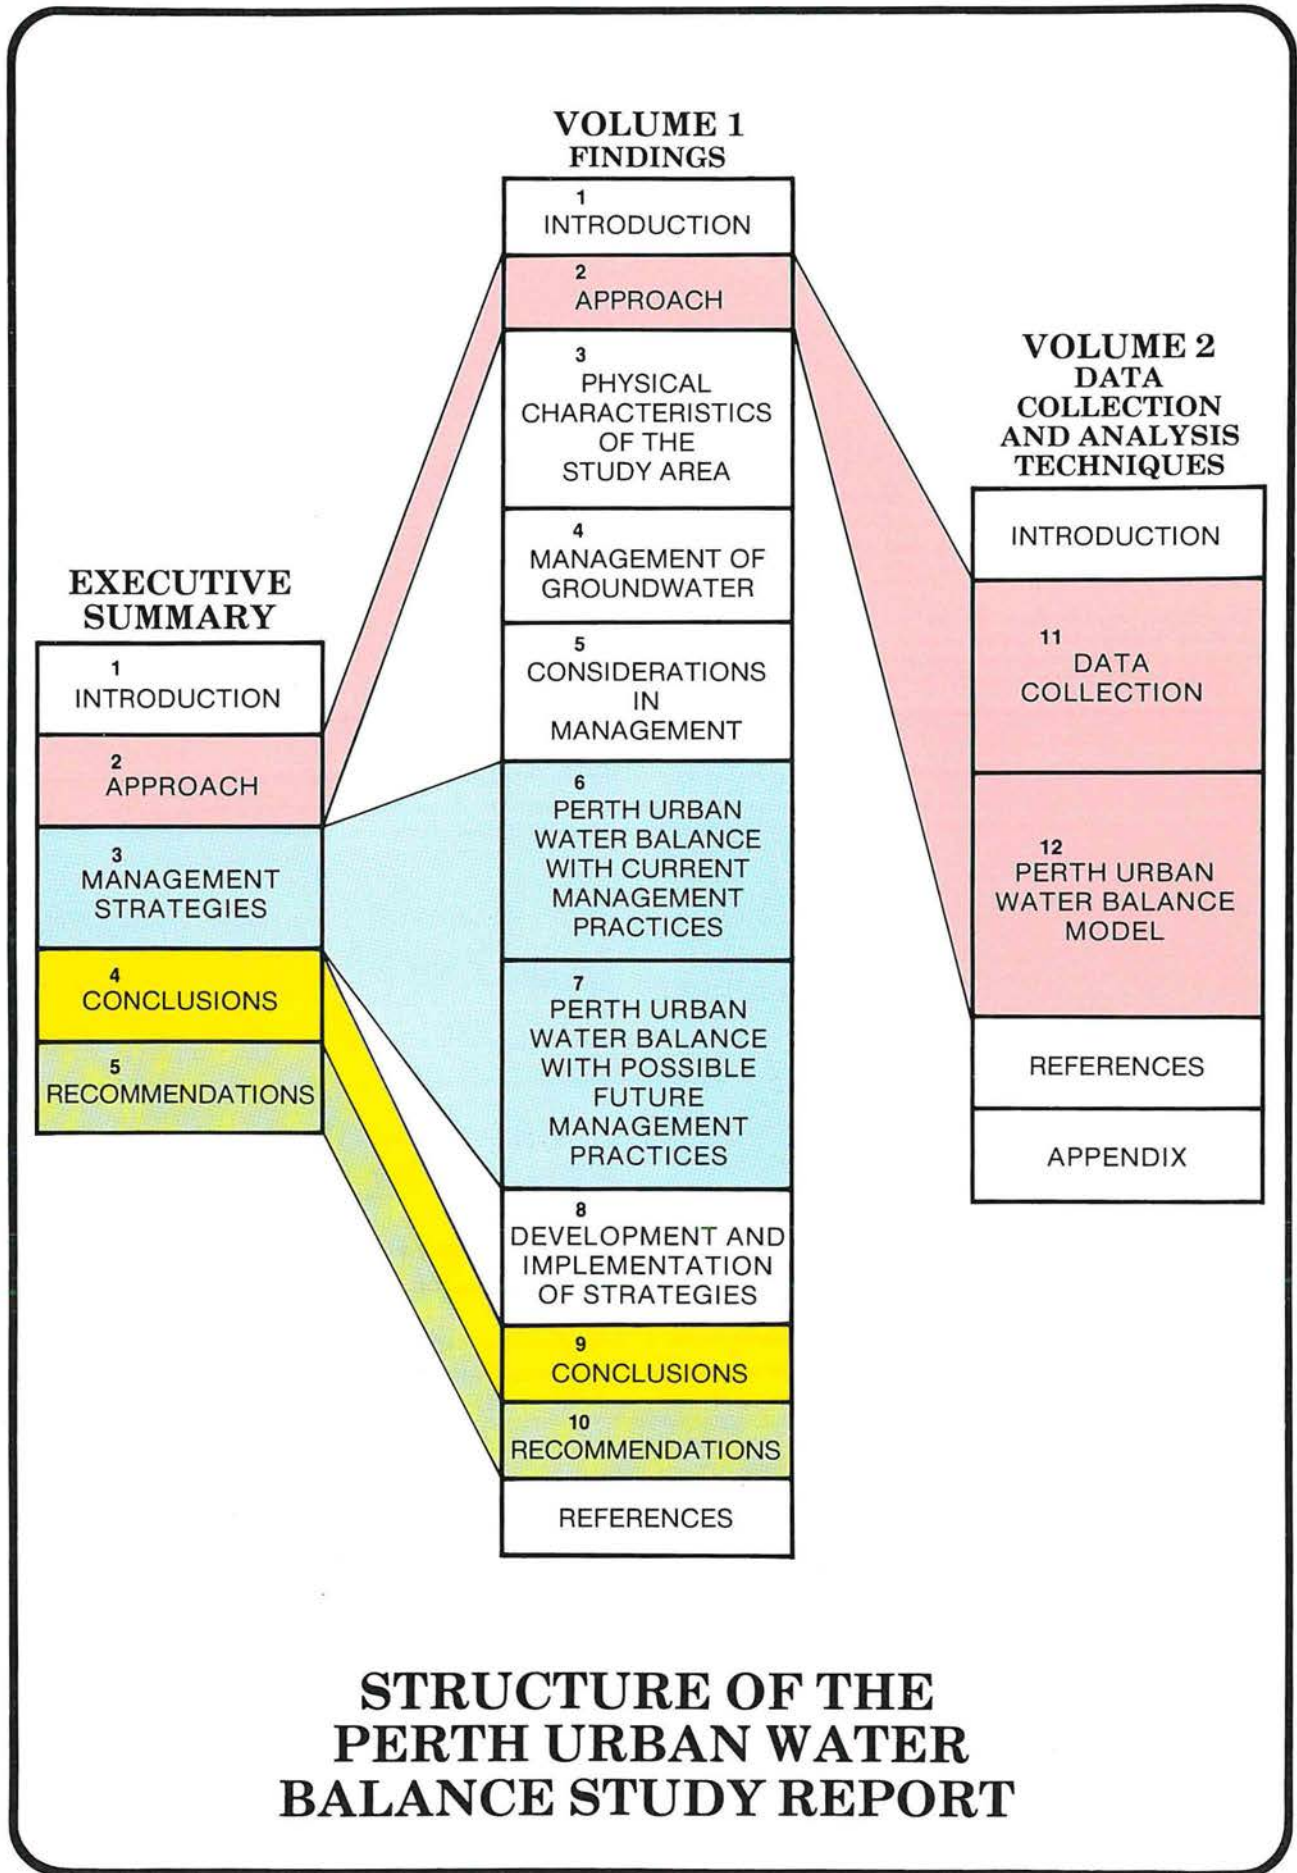 EXECUTIVE
SUMMARY
1
INTRODUCTION
2
APPROACH
3
MANAGEMENT
STRATEGIES
4
CONCLUSIONS
5
RECOMMENDATIONS
VOLUME 1
FINDINGS
1
INTRODUCTION
2
APPROACH
3
PHYSICAL
CHARACTERISTICS
OF THE
STUDY AREA
4
MANAGEMENT OF
GROUNDWATER
5
CONSIDERATIONS
IN
MANAGEMENT
6
PERTH URBAN
WATER BALANCE
WITH CURRENT
MANAGEMENT
PRACTICES
7
PERTH URBAN
WATER BALANCE
WITH POSSIBLE
FUTURE
MANAGEMENT
PRACTICES
8
DEVELOPMENT AND
IMPLEMENTATION
OF STRATEGIES
9
CONCLUSIONS
10
RECOMMENDATIONS
REFERENCES
VOLUME 2
DATA
COLLECTION
AND ANALYSIS
TECHNIQUES
INTRODUCTION
11
DATA
COLLECTION
12
PERTH URBAN
WATER BALANCE
MODEL
REFERENCES
APPENDIX
STRUCTURE OF THE
PERTH URBAN WATER
BALANCE STUDY REPORT